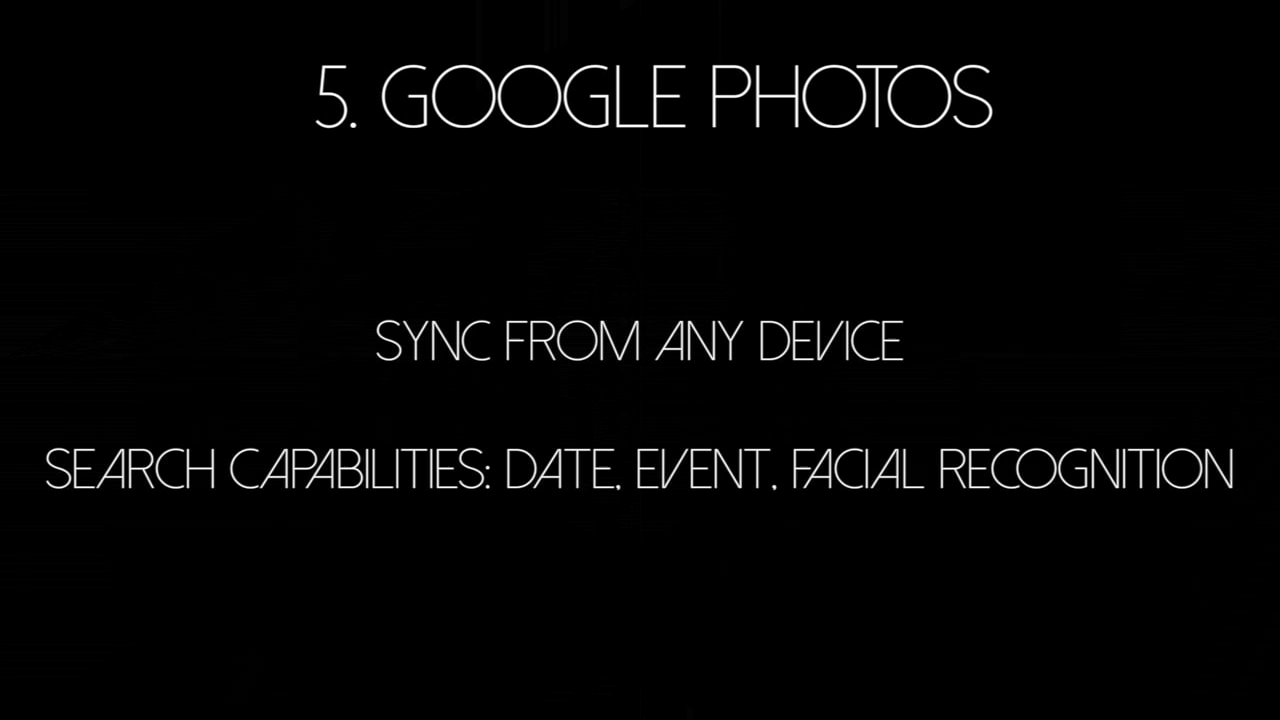 5. GOOGLE PHOTOS
SYNC FROM ANY DEVICE
SEARCH CAPABILITIES: DATE, EVENT, FACIAL RECOGNITION